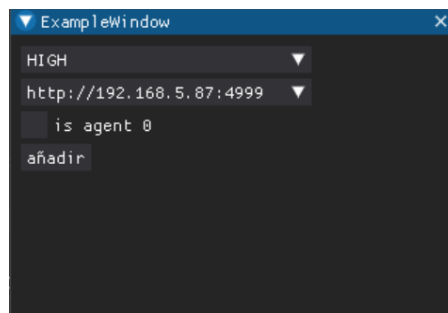 ExampleWindow
HIGH
http://192.168.5.87:4999
is agent 0
añadir